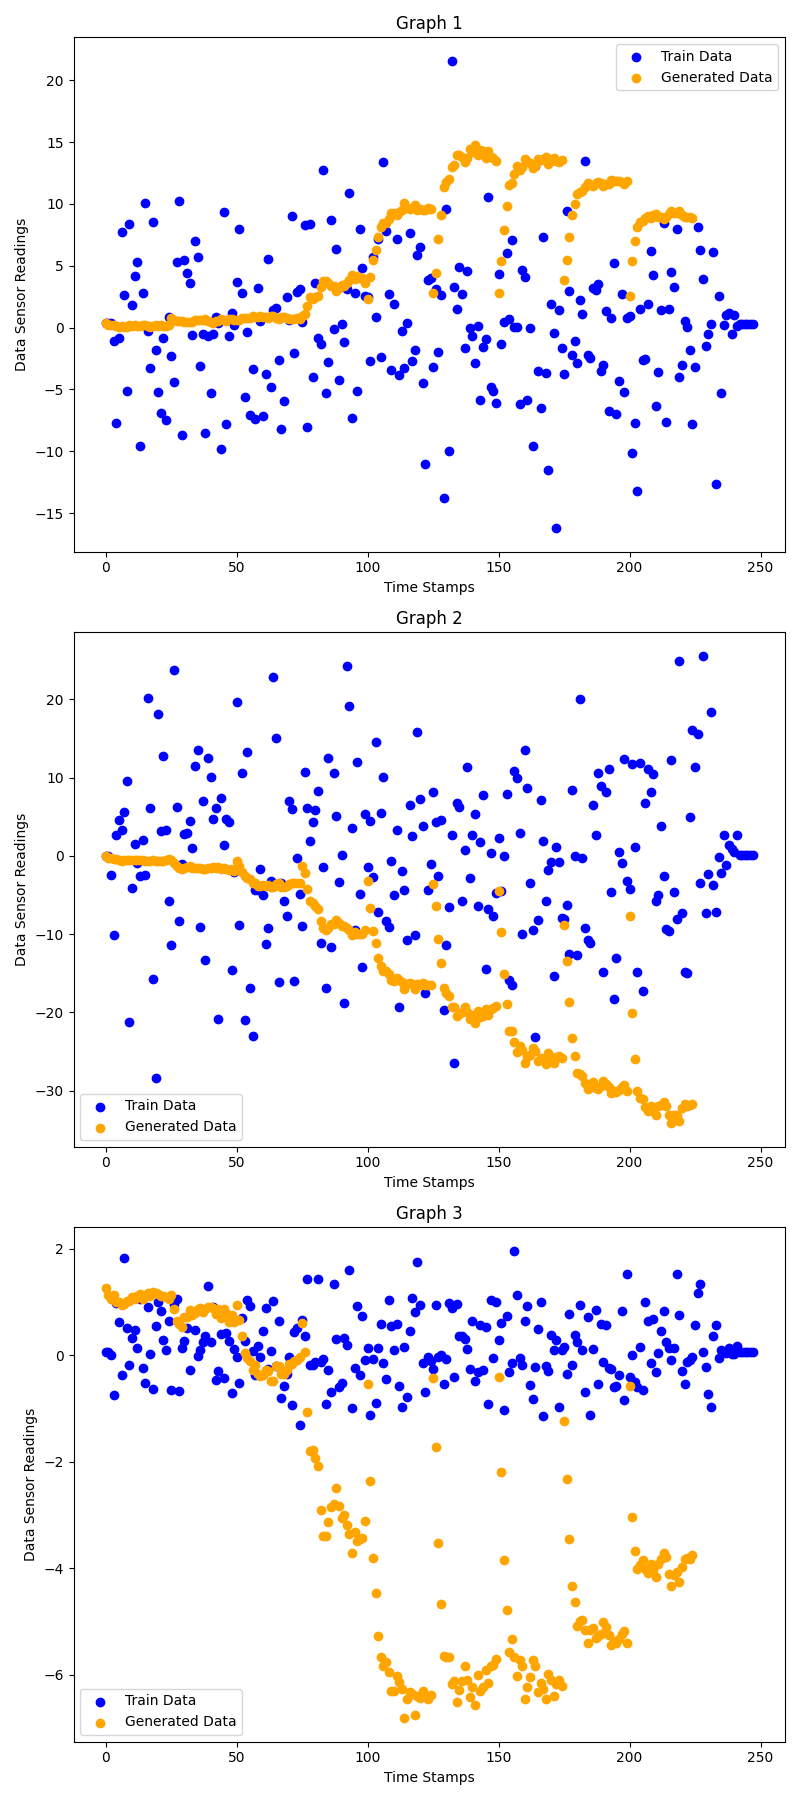 Graph 1
Train Data
Generated Data
20
15
10
5
0
−5
−10
−15
Data Sensor Readings
0 50 100 150 200 250
Time Stamps
Graph 2
20
10
0
−10
−20
−30
Data Sensor Readings
Train Data
Generated Data
0 50 100 150 200 250
Time Stamps
Graph 3
2
0
−2
−4
−6
Data Sensor Readings
Train Data
Generated Data
0 50 100 150 200 250
Time Stamps